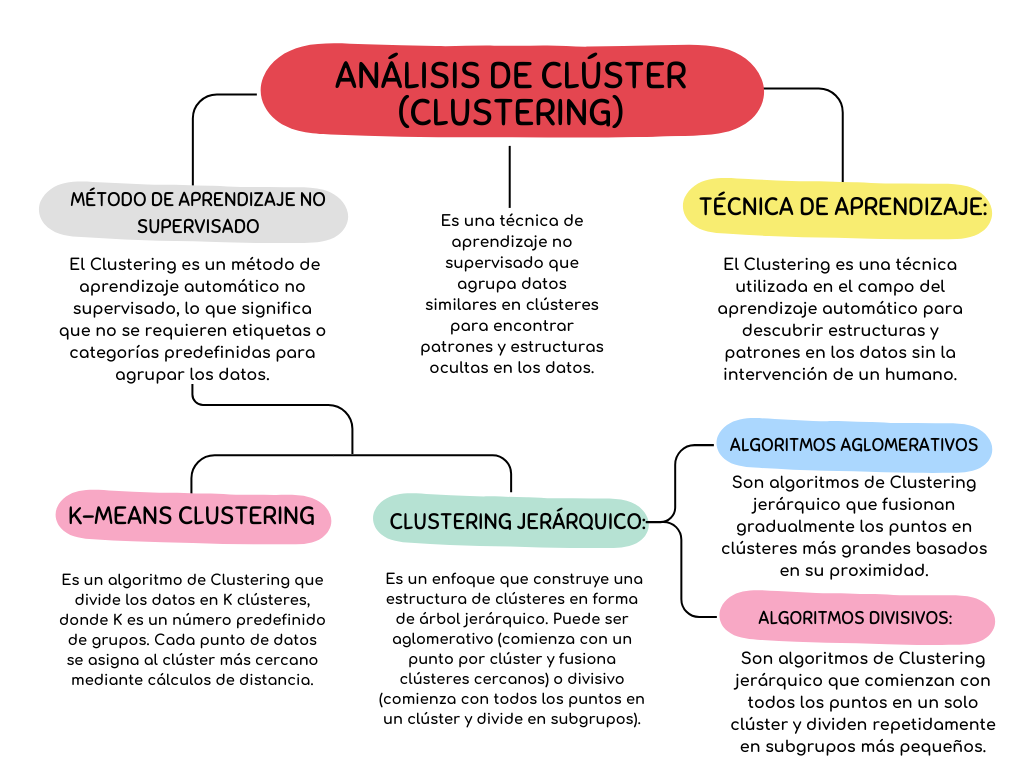 ANÁLISIS DE CLÚSTER
(CLUSTERING)
MÉTODO DE APRENDIZAJE NO
SUPERVISADO
El Clustering es un método de
aprendizaje automático no
supervisado, lo que significa
que no se requieren etiquetas o
categorías predefinidas para
agrupar los datos.
Es una técnica de
aprendizaje no
supervisado que
agrupa datos
similares en clústeres
para encontrar
patrones y estructuras
ocultas en los datos.
TÉCNICA DE APRENDIZAJE:
El Clustering es una técnica
utilizada en el campo del
aprendizaje automático para
descubrir estructuras y
patrones en los datos sin la
intervención de un humano.
K-MEANS CLUSTERING
Es un algoritmo de Clustering que
divide los datos en K clústeres,
donde K es un número predefinido
de grupos. Cada punto de datos
se asigna al clúster más cercano
mediante cálculos de distancia.
CLUSTERING JERÁRQUICO:
Es un enfoque que construye una
estructura de clústeres en forma
de árbol jerárquico. Puede ser
aglomerativo (comienza con un
punto por clúster y fusiona
clústeres cercanos) o divisivo
(comienza con todos los puntos en
un clúster y divide en subgrupos).
ALGORITMOS AGLOMERATIVOS
Son algoritmos de Clustering
jerárquico que fusionan
gradualmente los puntos en
clústeres más grandes basados
en su proximidad.
ALGORITMOS DIVISIVOS:
Son algoritmos de Clustering
jerárquico que comienzan con
todos los puntos en un solo
clúster y dividen repetidamente
en subgrupos más pequeños.